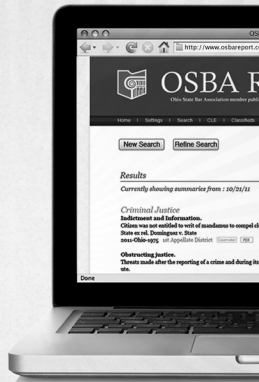 OSB
http://www.osbareport.c
OSBA R
Ohio State Bar Association member publi
Home | Settings | Search | CLE | Classifieds
New Search Refine Search
Results
Currently showing summaries from : 10/21/11
Criminal Justice
Indictment and Information.
Citizen was not entitled to writ of mandamus to compel cl
State ex rel. Dominguez v. State
2011-Ohio-1975 1st Appellate District PDF
Obstructing justice.
Threats made after the reporting of a crime and during its
ute.
Done